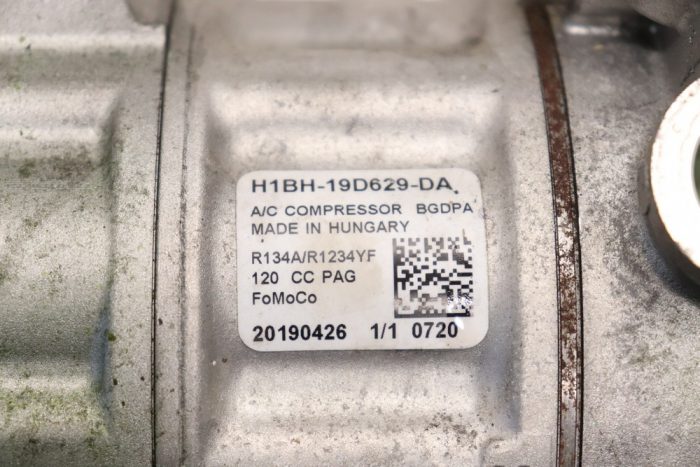 H1BH-19D629-DA
A/C COMPRESSOR BGDPA
MADE IN HUNGARY
R134A/R1234YF
120 CC PAG
FoMoCo
20190426 1/1 0720